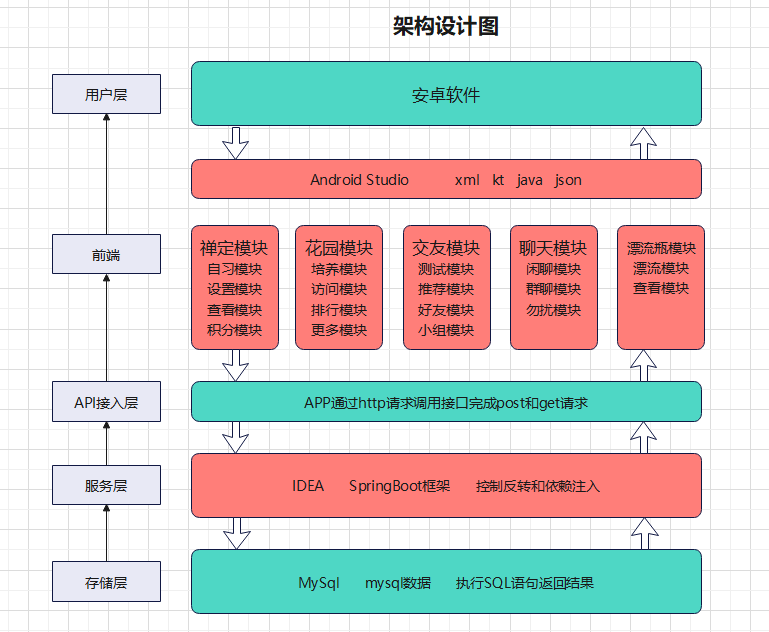 架构设计图
用户层
安卓软件
Android Studio xml kt java json
前端
禅定模块
自习模块
设置模块
查看模块
积分模块
花园模块
培养模块
访问模块
排行模块
更多模块
交友模块
测试模块
推荐模块
好友模块
小组模块
聊天模块
闲聊模块
群聊模块
勿扰模块
漂流瓶模块
漂流模块
查看模块
API接入层
APP通过http请求调用接口完成post和get请求
服务层
IDEA SpringBoot框架 控制反转和依赖注入
存储层
MySql mysql数据 执行SQL语句返回结果